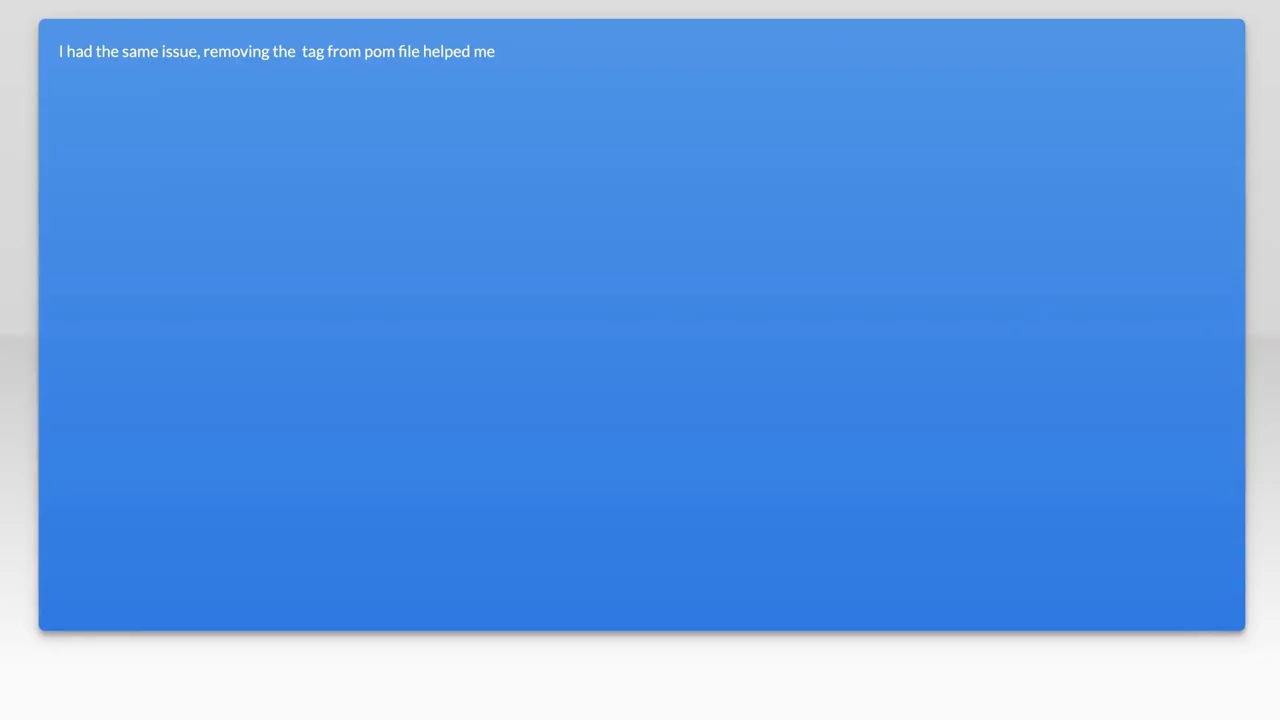 I had the same issue, removing the  tag from pom file helped me